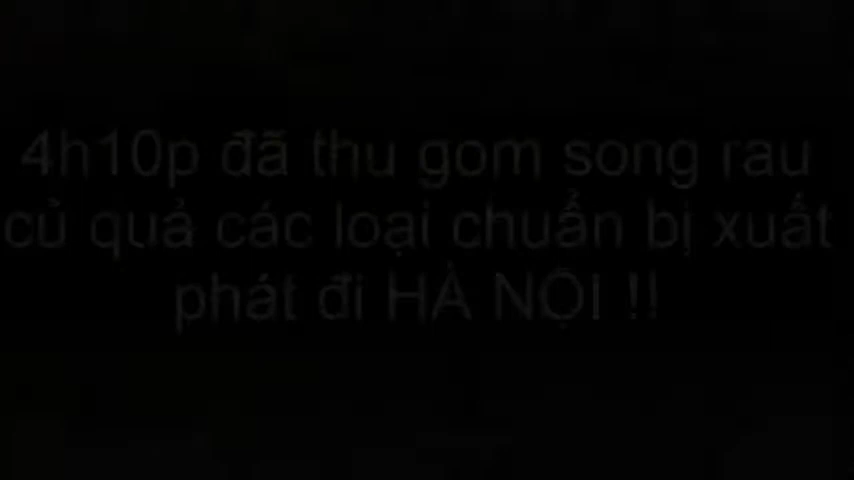 4h10p đã thu gom song rau
củ quả các loại chuẩn bị xuất
phát đi HÀ NỘI !!